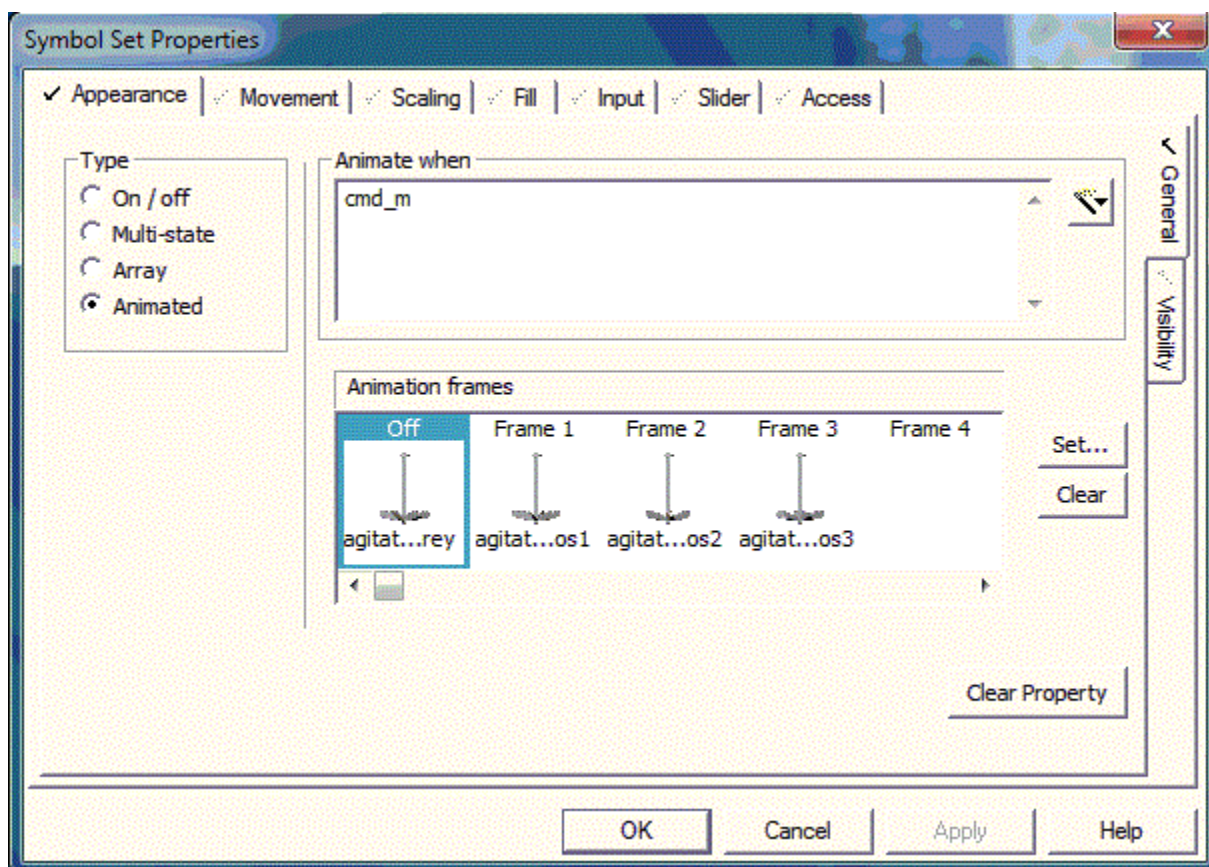 Symbol Set Properties
Appearance Movement Scaling Fill Input Slider Access
General
Visibility
Type
On / off
Multi-state
Array
Animated
Animate when
cmd_m
Animation frames
Off Frame 1 Frame 2 Frame 3 Frame 4
agitat...rey agitat...os1 agitat...os2 agitat...os3
Set...
Clear
Clear Property
OK Cancel Apply Help